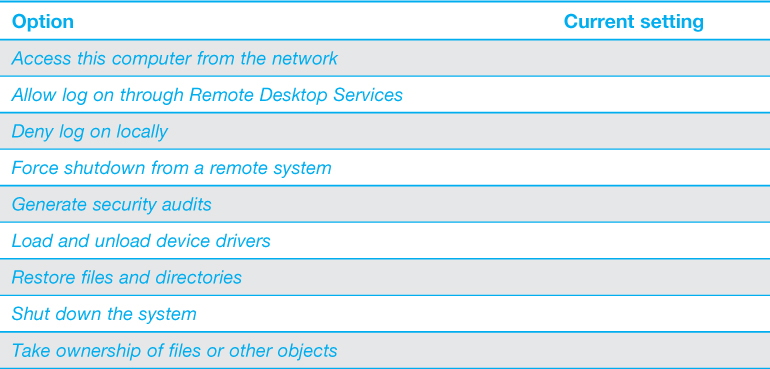 Option Current setting
Access this computer from the network
Allow log on through Remote Desktop Services
Deny log on locally
Force shutdown from a remote system
Generate security audits
Load and unload device drivers
Restore files and directories
Shut down the system
Take ownership of files or other objects